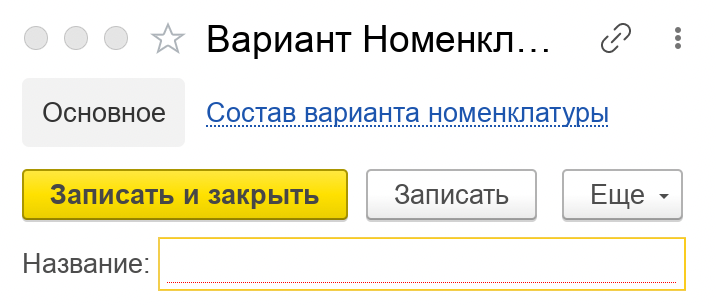 Вариант Номенкл...
Основное Состав варианта номенклатуры
Записать и закрыть Записать Еще
Название: